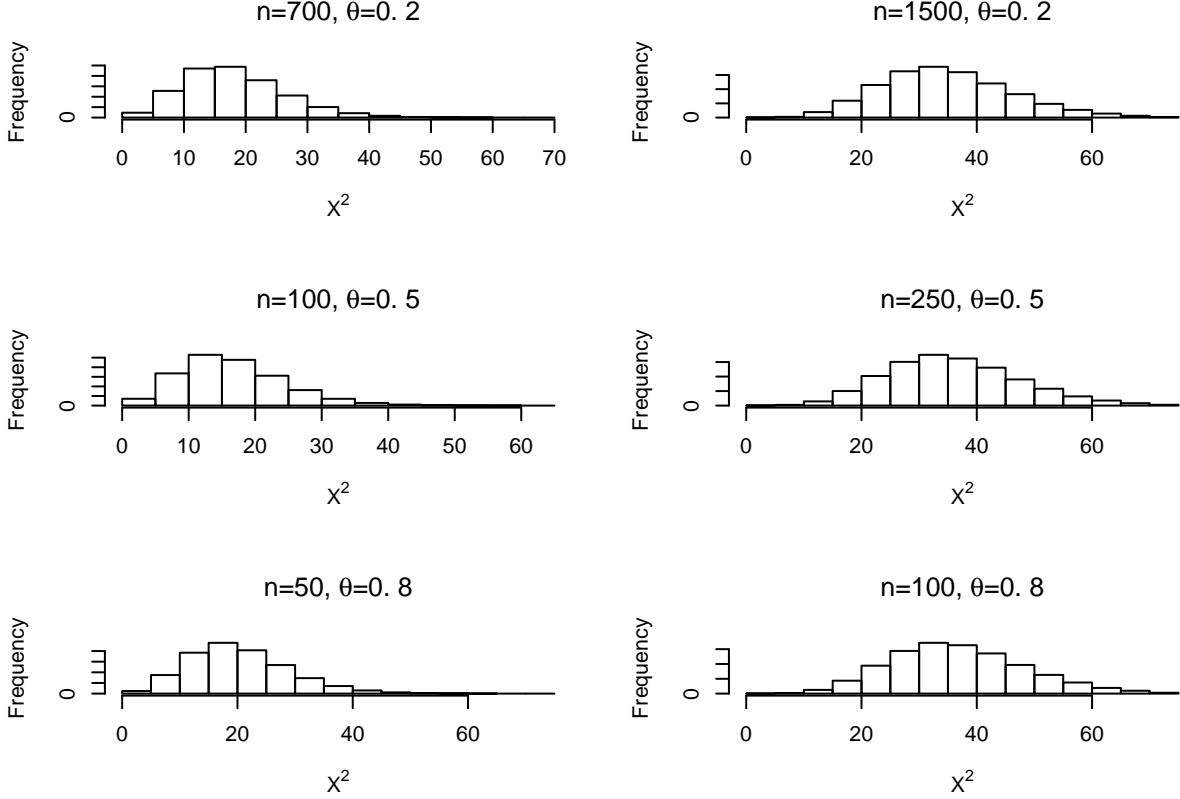 n=700, θ=0. 2
Frequency
0
0 10 20 30 40 50 60 70
X²
n=1500, θ=0. 2
Frequency
0
0 20 40 60
X²
n=100, θ=0. 5
Frequency
0
0 10 20 30 40 50 60
X²
n=250, θ=0. 5
Frequency
0
0 20 40 60
X²
n=50, θ=0. 8
Frequency
0
0 20 40 60
X²
n=100, θ=0. 8
Frequency
0
0 20 40 60
X²